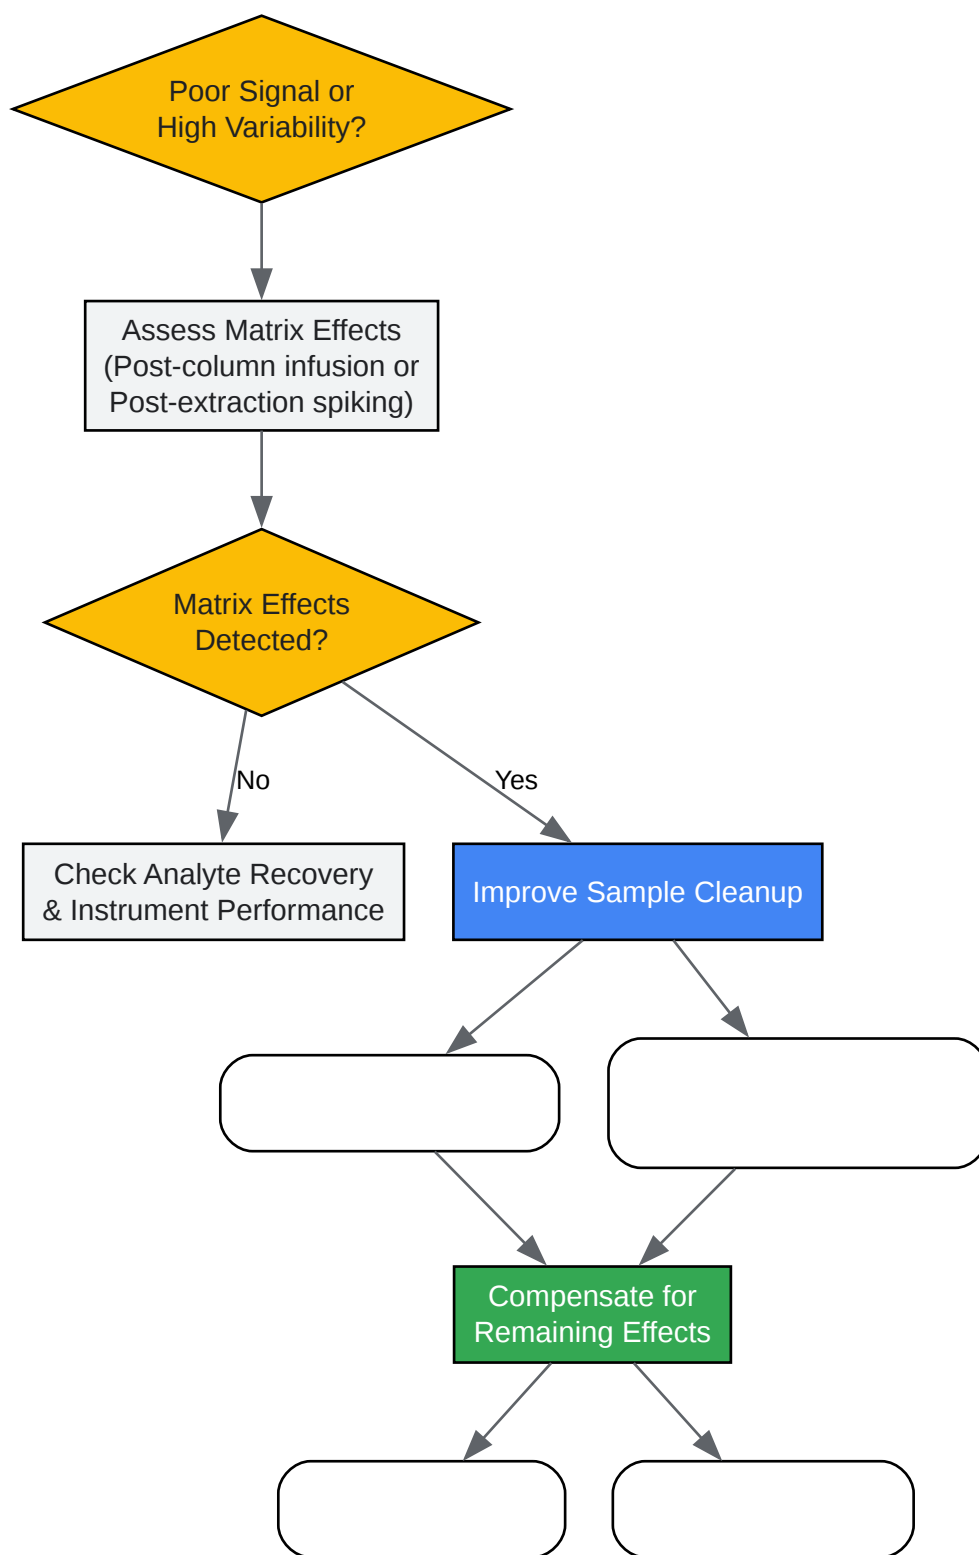 Poor Signal or
High Variability?
Assess Matrix Effects
(Post-column infusion or
Post-extraction spiking)
Matrix Effects
Detected?
No
Yes
Check Analyte Recovery
& Instrument Performance
Improve Sample Cleanup
Compensate for
Remaining Effects